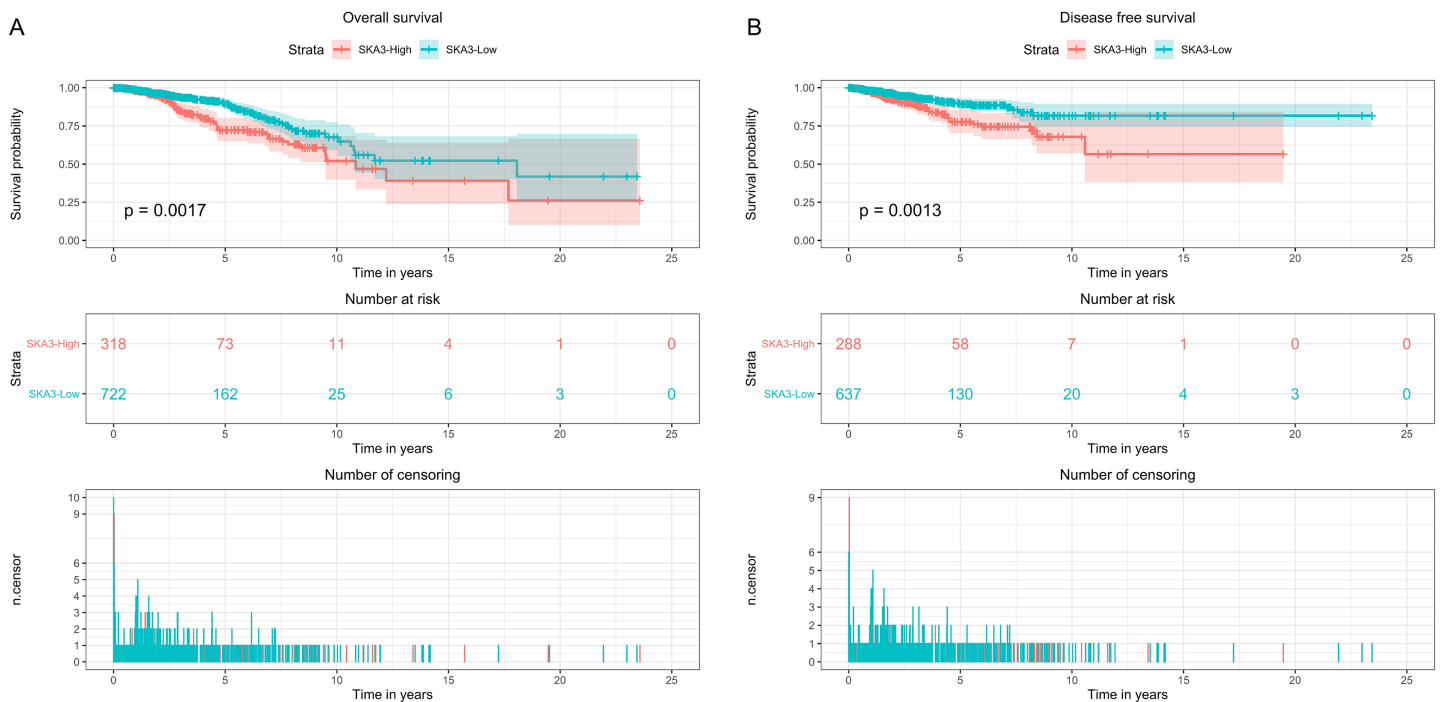 A
Overall survival
Strata SKA3-High SKA3-Low
Survival probability
1.00
0.75
0.50
0.25
0.00
p = 0.0017
0 5 10 15 20 25
Time in years
Number at risk
Strata
SKA3-High 318 73 11 4 1 0
SKA3-Low 722 162 25 6 3 0
0 5 10 15 20 25
Time in years
Number of censoring
n.censor
10
9
6
5
4
3
2
1
0
0 5 10 15 20 25
Time in years
B
Disease free survival
Strata SKA3-High SKA3-Low
Survival probability
1.00
0.75
0.50
0.25
0.00
p = 0.0013
0 5 10 15 20 25
Time in years
Number at risk
Strata
SKA3-High 288 58 7 1 0 0
SKA3-Low 637 130 20 4 3 0
0 5 10 15 20 25
Time in years
Number of censoring
n.censor
9
6
5
4
3
2
1
0
0 5 10 15 20 25
Time in years